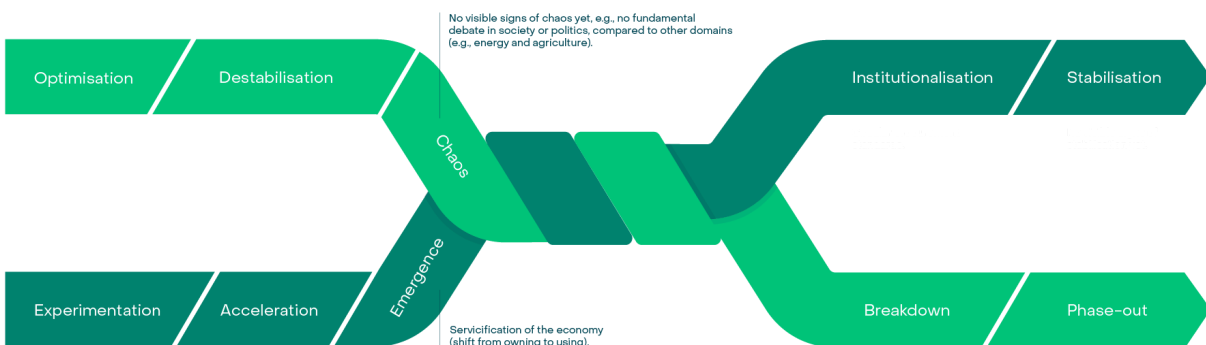 No visible signs of chaos yet, e.g., no fundamental
debate in society or politics, compared to other domains
(e.g., energy and agriculture).
Optimisation
Destabilisation
Chaos
Institutionalisation
Stabilisation
Experimentation
Acceleration
Emergence
Breakdown
Phase-out
Servicification of the economy
(shift from owning to using).